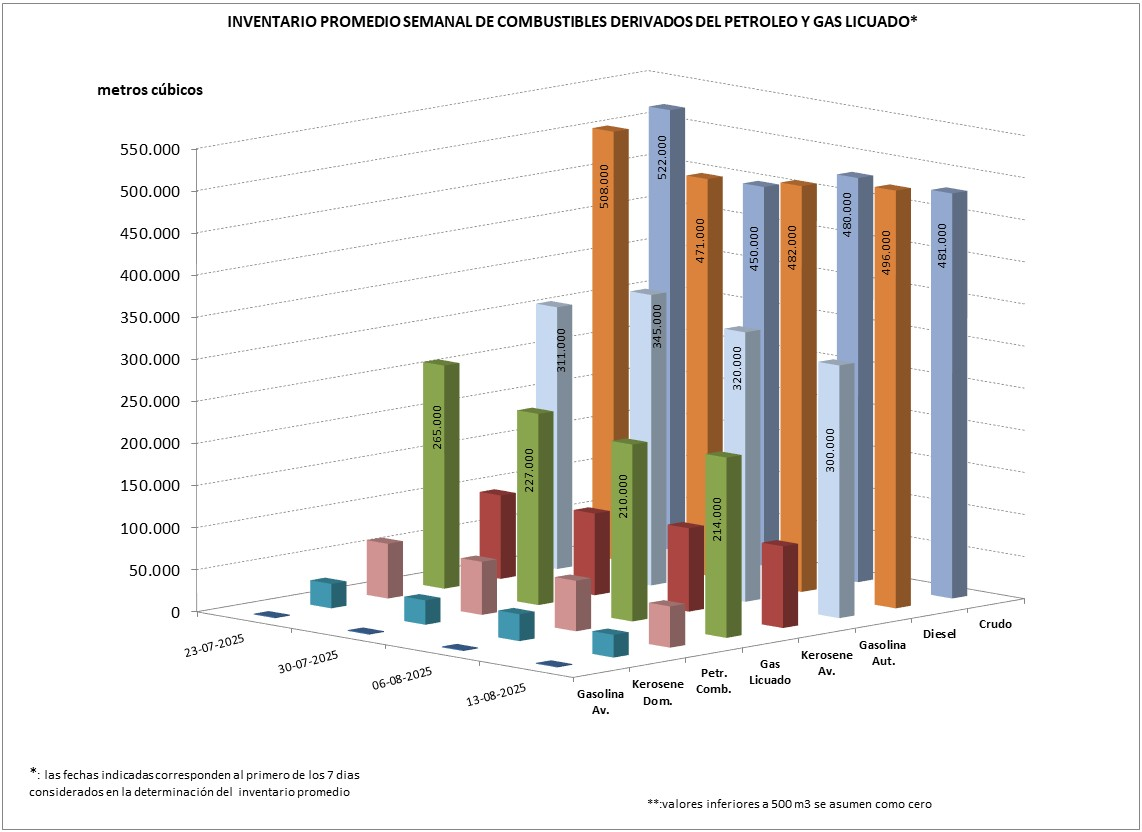 INVENTARIO PROMEDIO SEMANAL DE COMBUSTIBLES DERIVADOS DEL PETROLEO Y GAS LICUADO*
metros cúbicos
550.000
500.000
450.000
400.000
350.000
300.000
250.000
200.000
150.000
100.000
50.000
0
508.000
522.000
471.000
450.000
482.000
480.000
496.000
481.000
311.000
345.000
320.000
300.000
265.000
227.000
210.000
214.000
23-07-2025
30-07-2025
06-08-2025
13-08-2025
Gasolina
Av.
Kerosene
Dom.
Petr.
Comb.
Gas
Licuado
Kerosene
Av.
Gasolina
Aut.
Diesel
Crudo
*: las fechas indicadas corresponden al primero de los 7 dias
considerados en la determinación del inventario promedio
**:valores inferiores a 500 m3 se asumen como cero